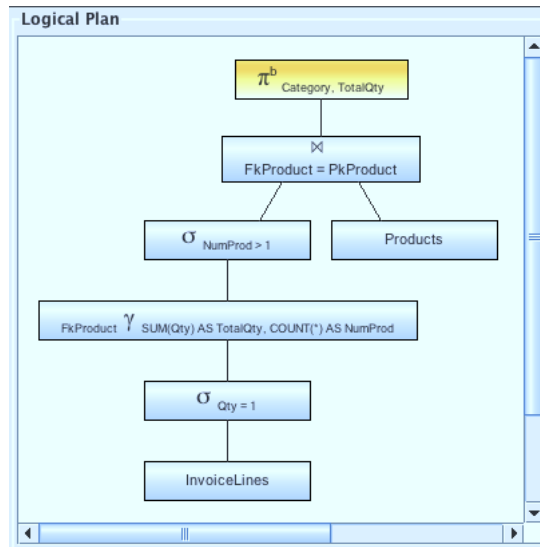 Logical Plan
π^b Category, TotalQty
⋈
FkProduct = PkProduct
σ NumProd > 1
Products
FkProduct γ SUM(Qty) AS TotalQty, COUNT(*) AS NumProd
σ Qty = 1
InvoiceLines